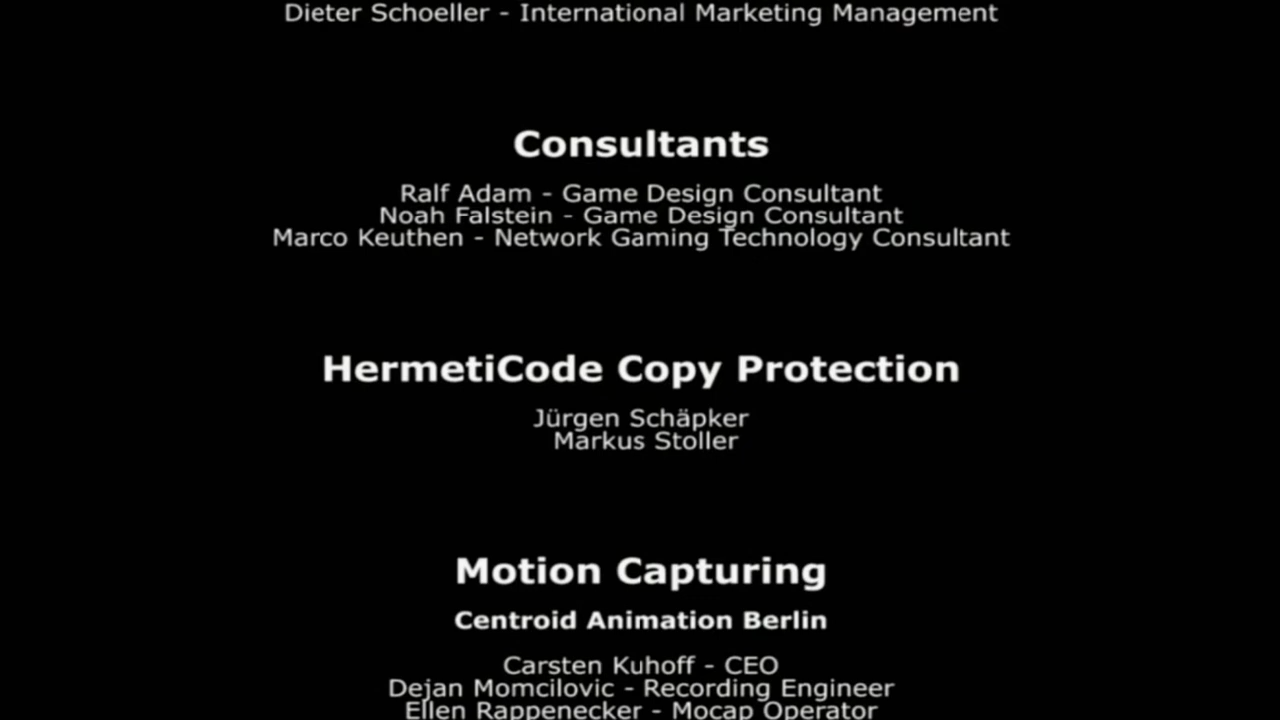 Dieter Schoeller - International Marketing Management
Consultants
Ralf Adam - Game Design Consultant
Noah Falstein - Game Design Consultant
Marco Keuthen - Network Gaming Technology Consultant
HermetiCode Copy Protection
Jürgen Schäpker
Markus Stoller
Motion Capturing
Centroid Animation Berlin
Carsten Kuhoff - CEO
Dejan Momcilovic - Recording Engineer
Ellen Rappenecker - Mocap Operator